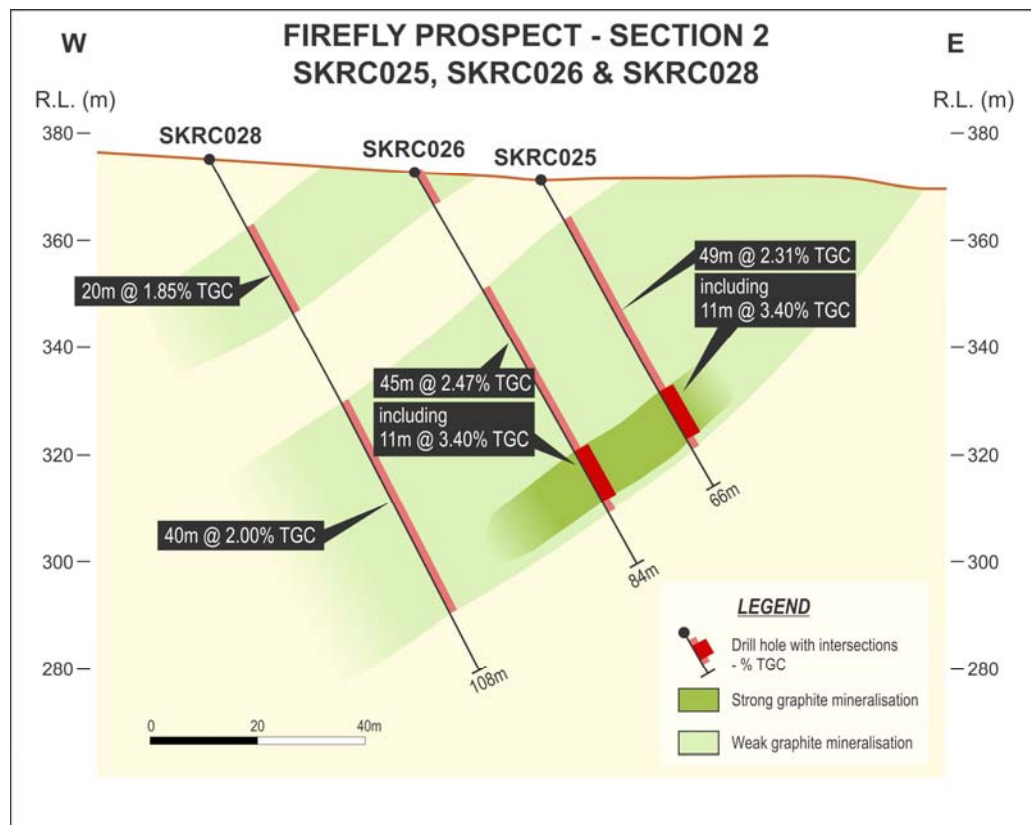 W
FIREFLY PROSPECT - SECTION 2
E
SKRC025, SKRC026 & SKRC028
R.L. (m)
R.L. (m)
380
380
SKRC028
SKRC026
SKRC025
360
360
49m @ 2.31% TGC
including
11m @ 3.40% TGC
20m @ 1.85% TGC
340
340
45m @ 2.47% TGC
including
11m @ 3.40% TGC
320
320
66m
40m @ 2.00% TGC
300
300
84m
LEGEND
Drill hole with intersections
- % TGC
280
280
108m
Strong graphite mineralisation
0 20 40m
Weak graphite mineralisation